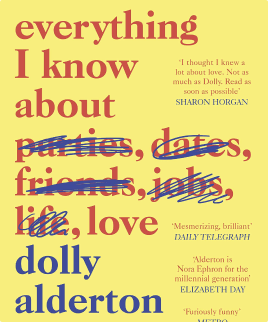 everything
I know
about
parties, dates,
friends, jobs,
life, love
dolly
alderton
'I thought I knew a
lot about love. Not as
much as Dolly. Read as
soon as possible'
SHARON HORGAN
'Mesmerizing, brilliant'
DAILY TELEGRAPH
'Alderton is
Nora Ephron for the
millennial generation'
ELIZABETH DAY
'Furiously funny'
METRO